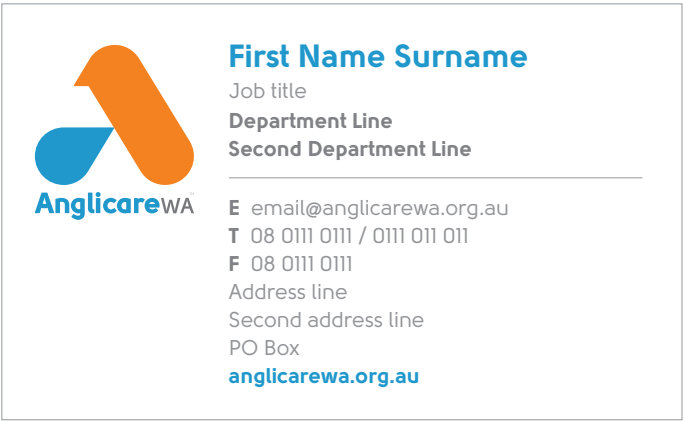 First Name Surname
Job title
Department Line
Second Department Line
AnglicareWA
E email@anglicarewa.org.au
T 08 0111 0111 / 0111 011 011
F 08 0111 0111
Address line
Second address line
PO Box
anglicarewa.org.au